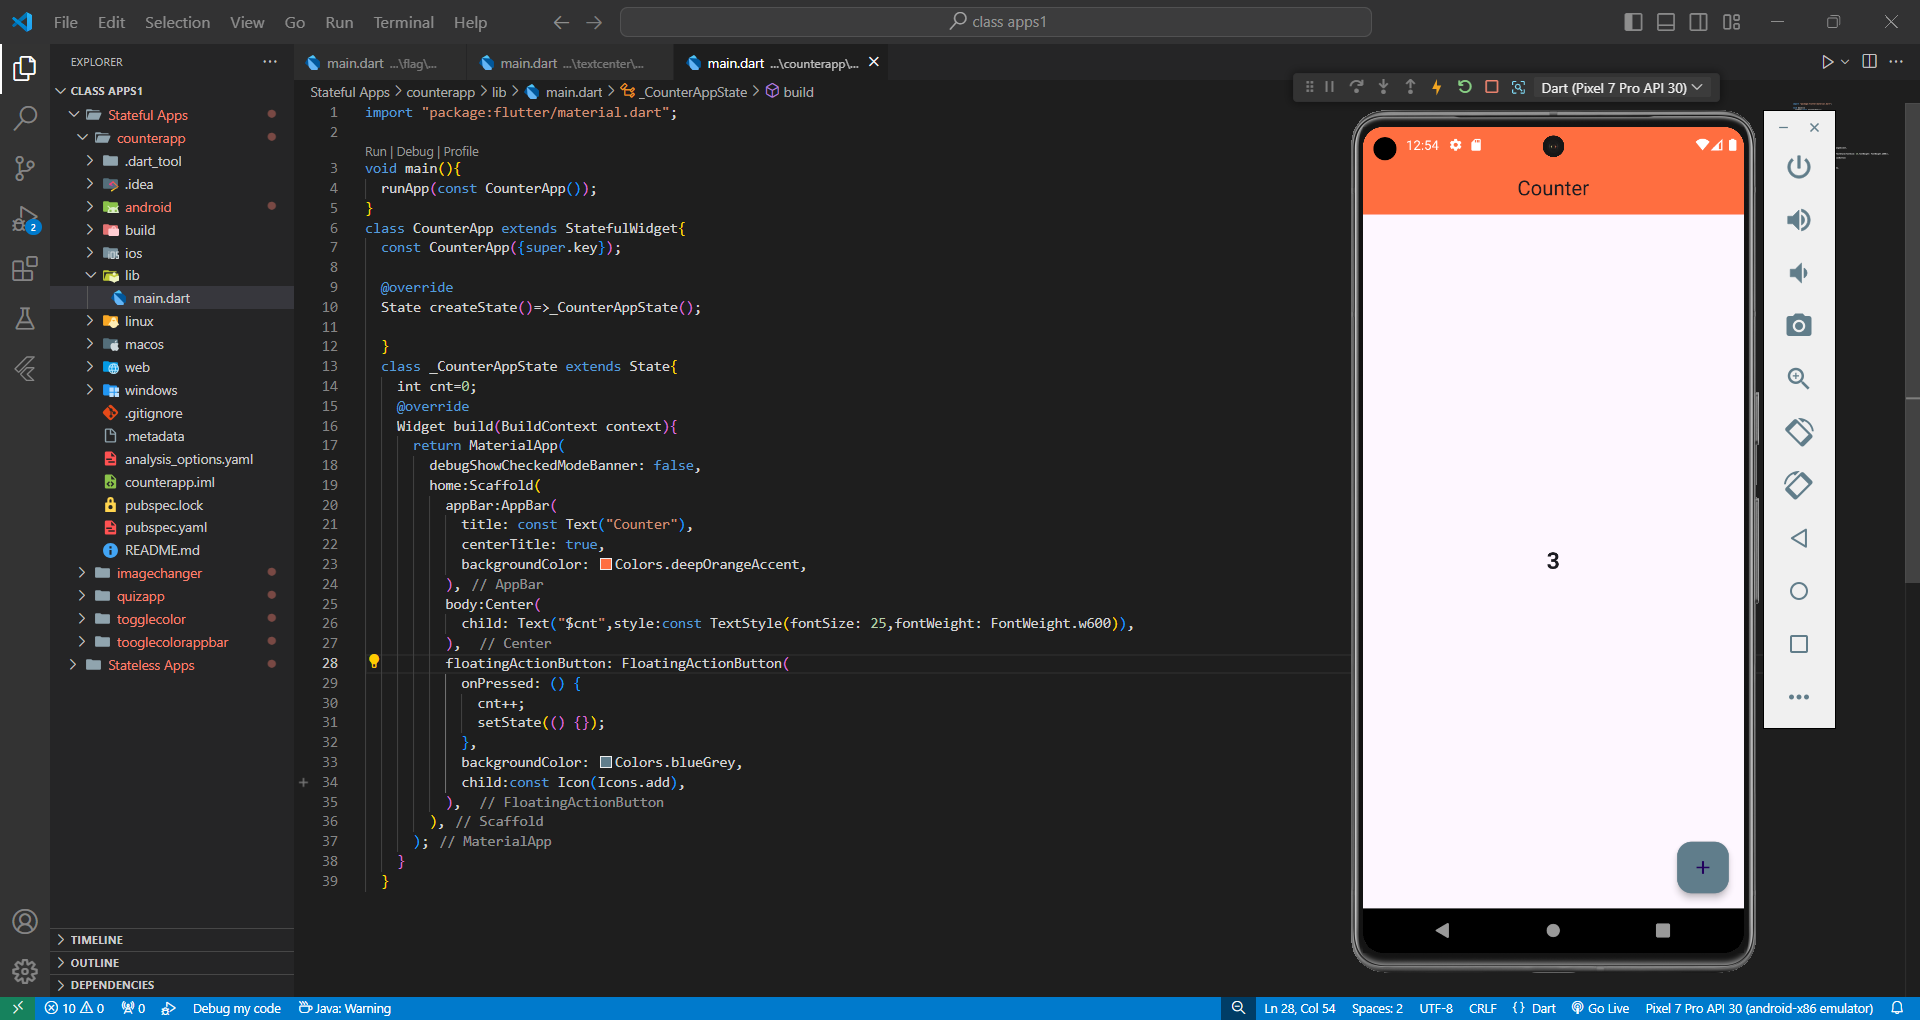 File Edit Selection View Go Run Terminal Help
class apps1
EXPLORER
CLASS APPS1
Stateful Apps
counterapp
.dart_tool
.idea
android
build
ios
lib
main.dart
linux
macos
web
windows
.gitignore
.metadata
analysis_options.yaml
counterapp.iml
pubspec.lock
pubspec.yaml
README.md
imagechanger
quizapp
togglecolor
tooglecolorappbar
Stateless Apps
TIMELINE
OUTLINE
DEPENDENCIES
2
main.dart ...\flag\...
main.dart ...\textcenter\...
main.dart ...\counterapp\...
Stateful Apps > counterapp > lib > main.dart > _CounterAppState > build
Dart (Pixel 7 Pro API 30)
1 import "package:flutter/material.dart";
2
Run | Debug | Profile
3 void main(){
4 runApp(const CounterApp());
5 }
6 class CounterApp extends StatefulWidget{
7 const CounterApp({super.key});
8
9 @override
10 State createState()=>_CounterAppState();
11
12 }
13 class _CounterAppState extends State{
14 int cnt=0;
15 @override
16 Widget build(BuildContext context){
17 return MaterialApp(
18 debugShowCheckedModeBanner: false,
19 home:Scaffold(
20 appBar:AppBar(
21 title: const Text("Counter"),
22 centerTitle: true,
23 backgroundColor: Colors.deepOrangeAccent,
24 ), // AppBar
25 body:Center(
26 child: Text("$cnt",style:const TextStyle(fontSize: 25,fontWeight: FontWeight.w600)),
27 ), // Center
28 floatingActionButton: FloatingActionButton(
29 onPressed: () {
30 cnt++;
31 setState(() {});
32 },
33 backgroundColor: Colors.blueGrey,
34 child:const Icon(Icons.add),
35 ), // FloatingActionButton
36 ), // Scaffold
37 ); // MaterialApp
38 }
39 }
12:54
Counter
3
10 0 0 Debug my code Java: Warning
Ln 28, Col 54 Spaces: 2 UTF-8 CRLF {} Dart Go Live Pixel 7 Pro API 30 (android-x86 emulator)